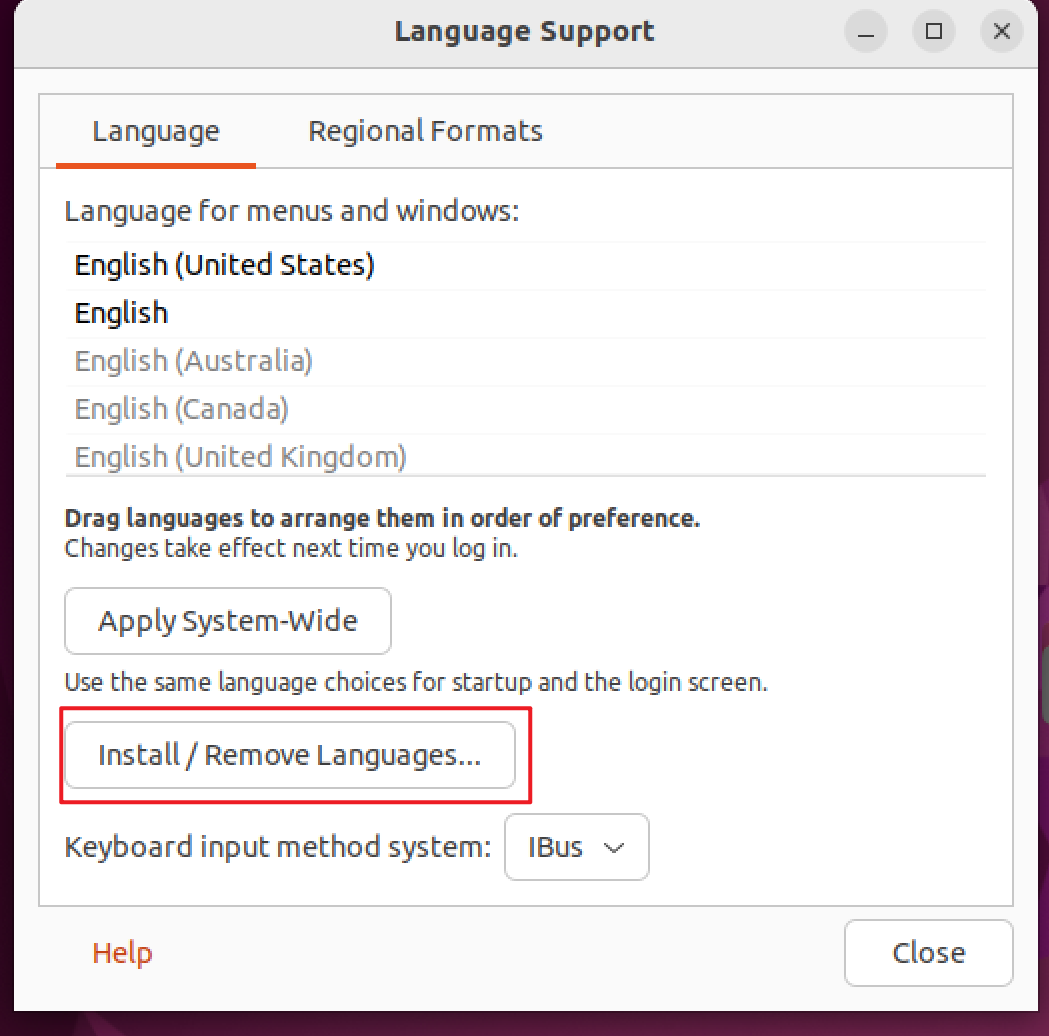 Language Support
Language
Regional Formats
Language for menus and windows:
English (United States)
English
English (Australia)
English (Canada)
English (United Kingdom)
Drag languages to arrange them in order of preference.
Changes take effect next time you log in.
Apply System-Wide
Use the same language choices for startup and the login screen.
Install / Remove Languages...
Keyboard input method system: IBus
Help
Close